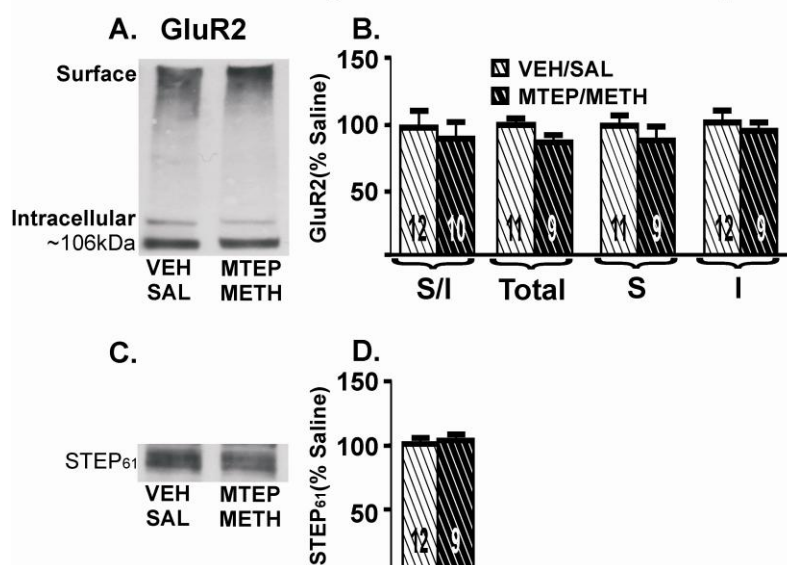 A. GluR2
Surface
Intracellular
~106kDa
VEH MTEP
SAL METH
B.
GluR2(% Saline)
150
100
50
VEH/SAL
MTEP/METH
12 10 11 9 11 9 12 9
S/I Total S I
C.
STEP₆₁
VEH MTEP
SAL METH
D.
STEP₆₁(% Saline)
150
100
50
12 9